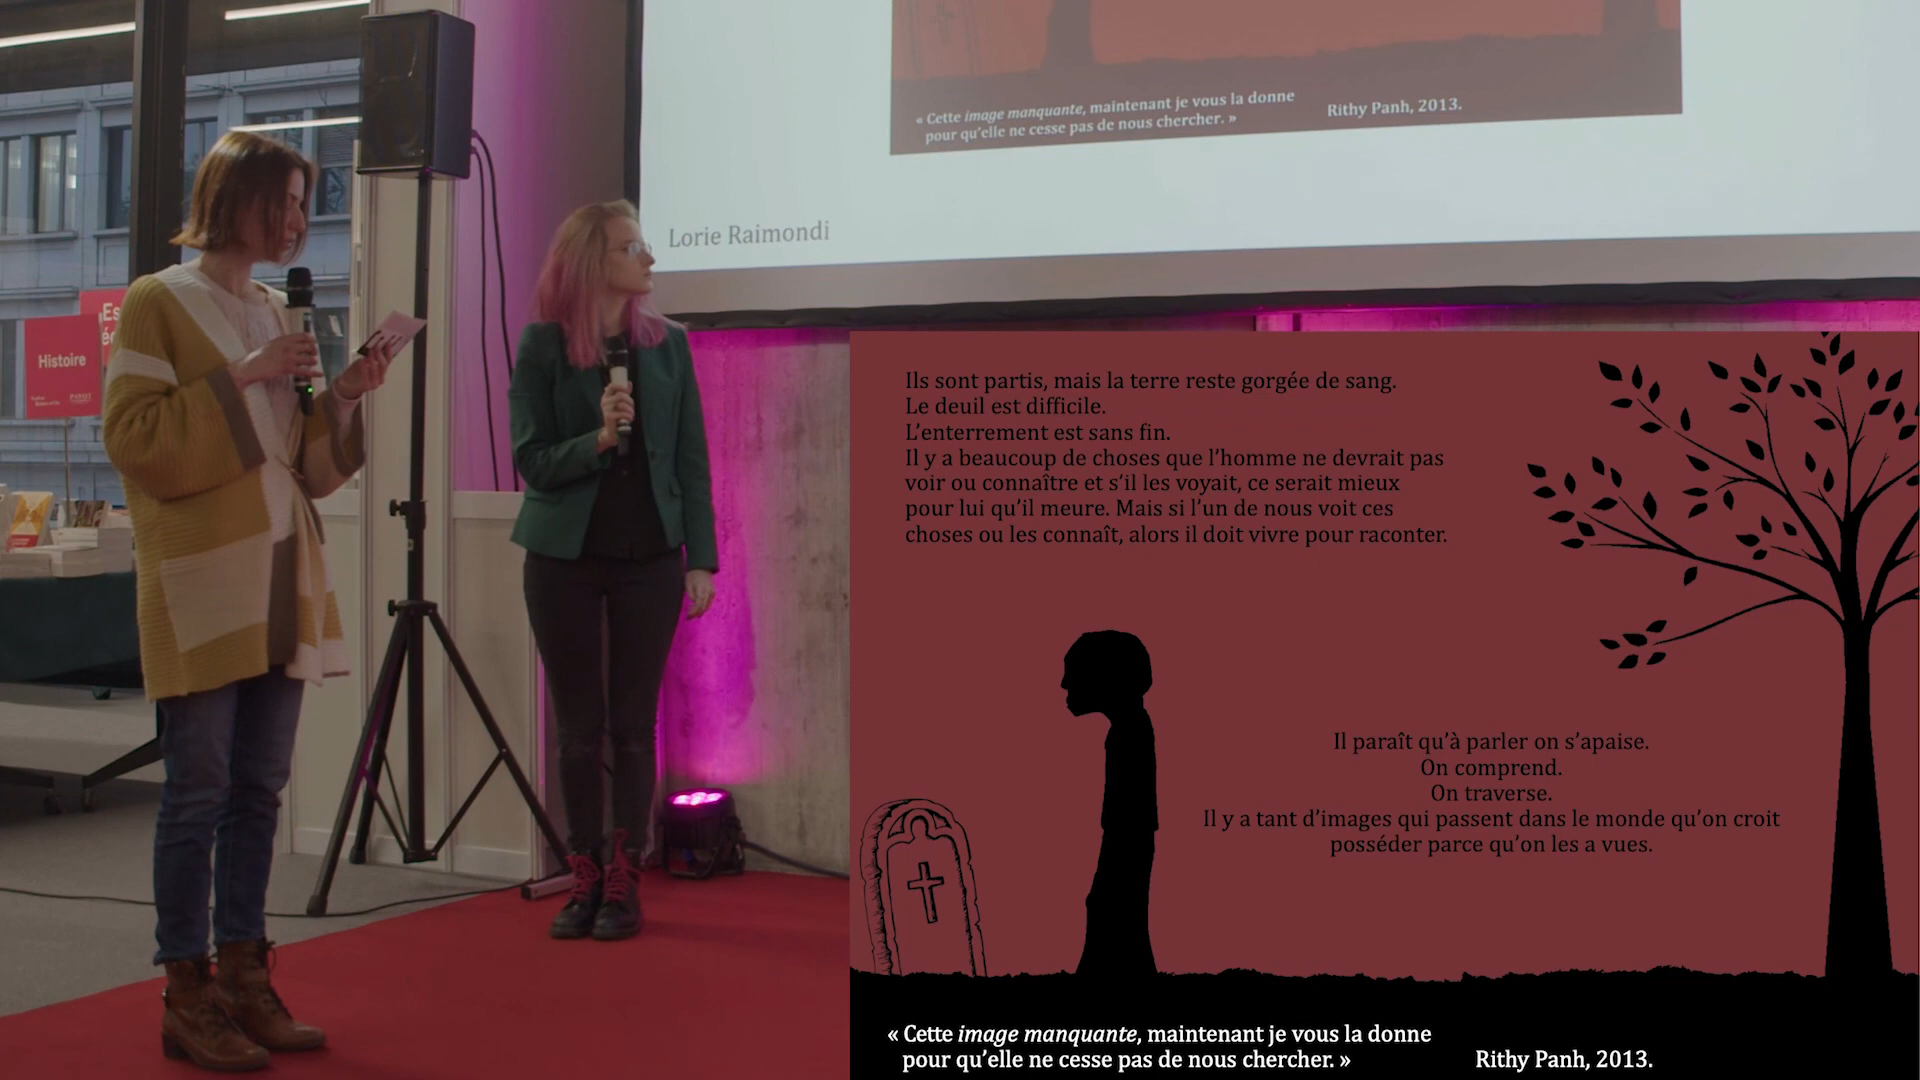 « Cette image manquante, maintenant je vous la donne
pour qu'elle ne cesse pas de nous chercher. »
Rithy Panh, 2013.
Lorie Raimondi
Es
éc
Histoire
PAYOT
Ils sont partis, mais la terre reste gorgée de sang.
Le deuil est difficile.
L'enterrement est sans fin.
Il y a beaucoup de choses que l'homme ne devrait pas
voir ou connaître et s'il les voyait, ce serait mieux
pour lui qu'il meure. Mais si l'un de nous voit ces
choses ou les connaît, alors il doit vivre pour raconter.
Il paraît qu'à parler on s'apaise.
On comprend.
On traverse.
Il y a tant d'images qui passent dans le monde qu'on croit
posséder parce qu'on les a vues.
« Cette image manquante, maintenant je vous la donne
pour qu'elle ne cesse pas de nous chercher. »
Rithy Panh, 2013.